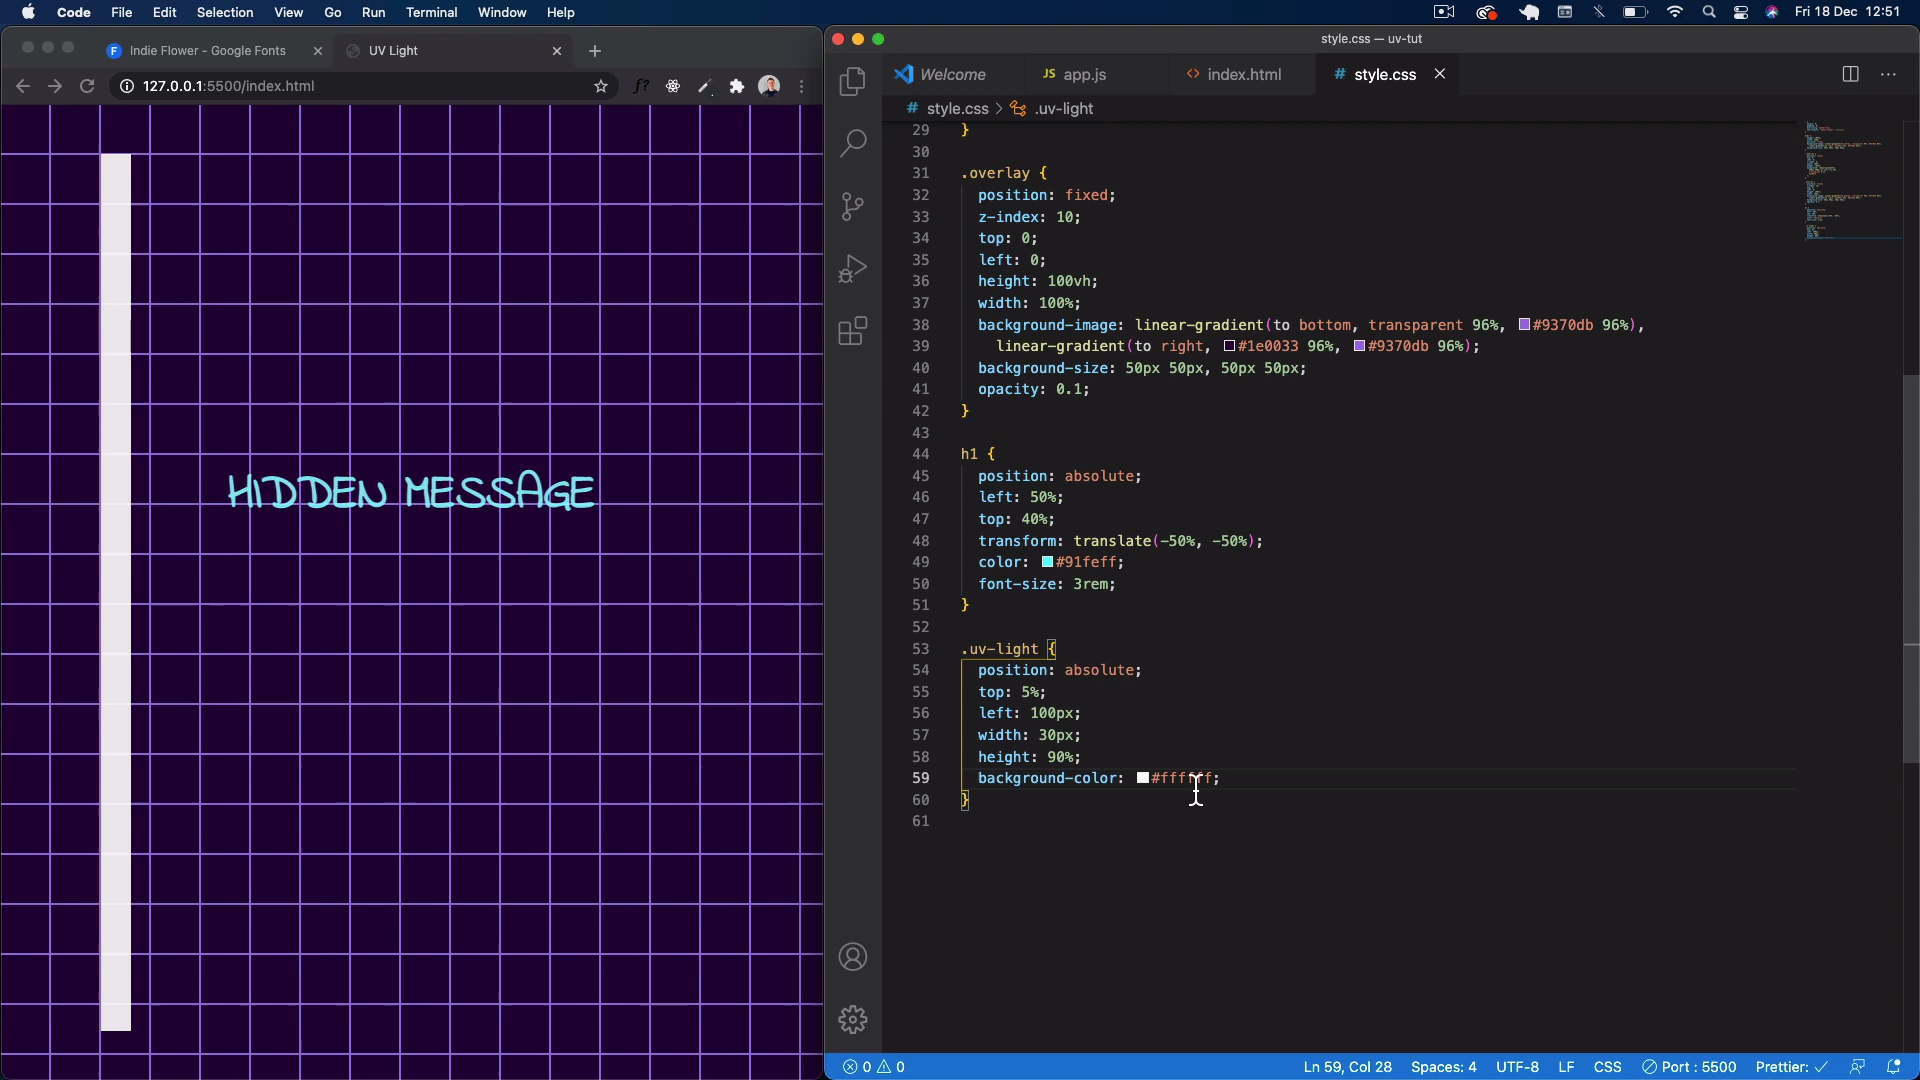 Code File Edit Selection View Go Run Terminal Window Help
Fri 18 Dec 12:51
Indie Flower - Google Fonts
UV Light
127.0.0.1:5500/index.html
f?
HIDDEN MESSAGE
style.css — uv-tut
Welcome
JS app.js
<> index.html
# style.css
# style.css > .uv-light
29 }
30
31 .overlay {
32 position: fixed;
33 z-index: 10;
34 top: 0;
35 left: 0;
36 height: 100vh;
37 width: 100%;
38 background-image: linear-gradient(to bottom, transparent 96%, #9370db 96%),
39 linear-gradient(to right, #1e0033 96%, #9370db 96%);
40 background-size: 50px 50px, 50px 50px;
41 opacity: 0.1;
42 }
43
44 h1 {
45 position: absolute;
46 left: 50%;
47 top: 40%;
48 transform: translate(-50%, -50%);
49 color: #91feff;
50 font-size: 3rem;
51 }
52
53 .uv-light {
54 position: absolute;
55 top: 5%;
56 left: 100px;
57 width: 30px;
58 height: 90%;
59 background-color: #ffffff;
60 }
61
0 0
Ln 59, Col 28 Spaces: 4 UTF-8 LF CSS Port : 5500 Prettier: ✓